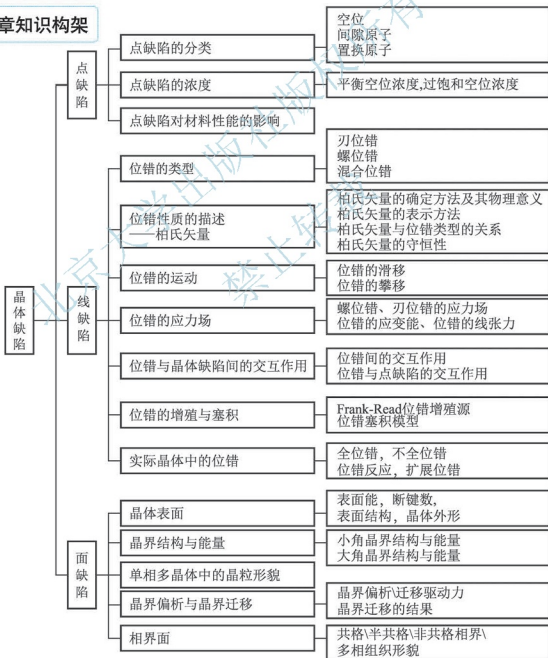 章知识构架
晶体缺陷
点缺陷
点缺陷的分类
空位
间隙原子
置换原子
点缺陷的浓度
平衡空位浓度,过饱和空位浓度
点缺陷对材料性能的影响
线缺陷
位错的类型
刃位错
螺位错
混合位错
位错性质的描述
——柏氏矢量
柏氏矢量的确定方法及其物理意义
柏氏矢量的表示方法
柏氏矢量与位错类型的关系
柏氏矢量的守恒性
位错的运动
位错的滑移
位错的攀移
位错的应力场
螺位错、刃位错的应力场
位错的应变能、位错的线张力
位错与晶体缺陷间的交互作用
位错间的交互作用
位错与点缺陷的交互作用
位错的增殖与塞积
Frank-Read位错增殖源
位错塞积模型
实际晶体中的位错
全位错，不全位错
位错反应，扩展位错
面缺陷
晶体表面
表面能，断键数,
表面结构，晶体外形
晶界结构与能量
小角晶界结构与能量
大角晶界结构与能量
单相多晶体中的晶粒形貌
晶界偏析与晶界迁移
晶界偏析\迁移驱动力
晶界迁移的结果
相界面
共格\半共格\非共格相界\
多相组织形貌
北京大学出版社版权所有
禁止转载